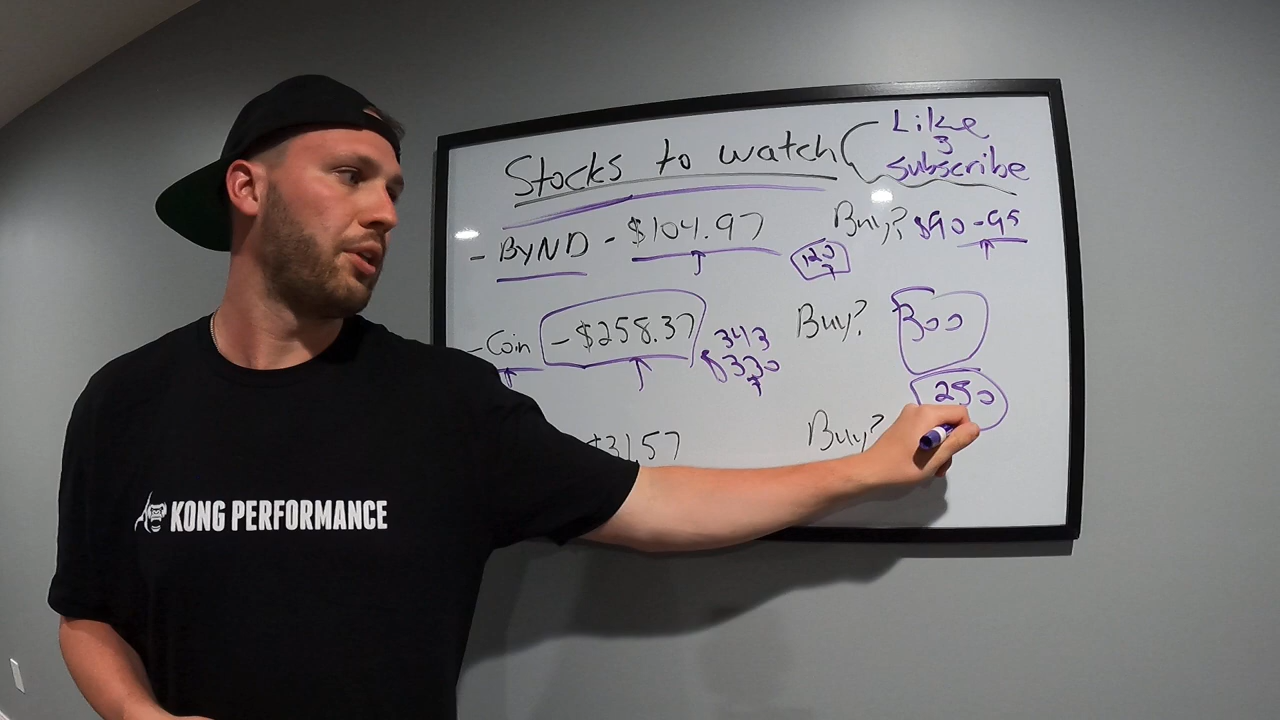 Stocks to watch
Like
&
Subscribe
- BYND - $104.97
Buy? $90-95
120
- Coin - $258.37
343
$330
Buy? 300
250
$31.57
Buy?
KONG PERFORMANCE